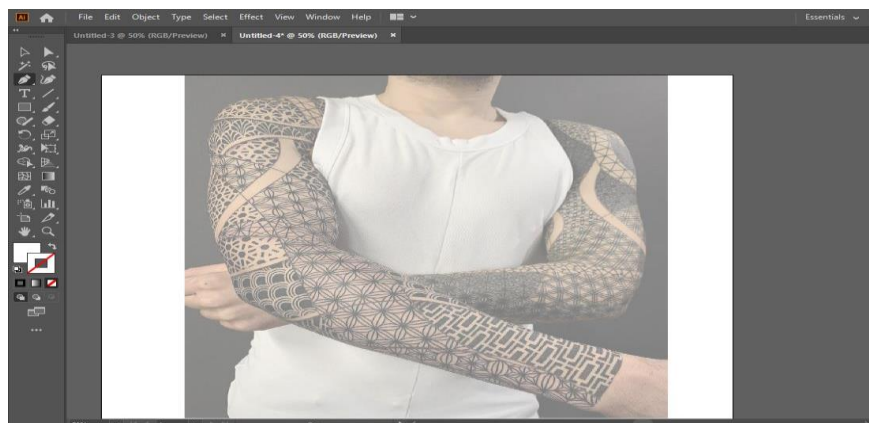 Ai File Edit Object Type Select Effect View Window Help Essentials
Untitled-3 @ 50% (RGB/Preview) × Untitled-4* @ 50% (RGB/Preview) ×